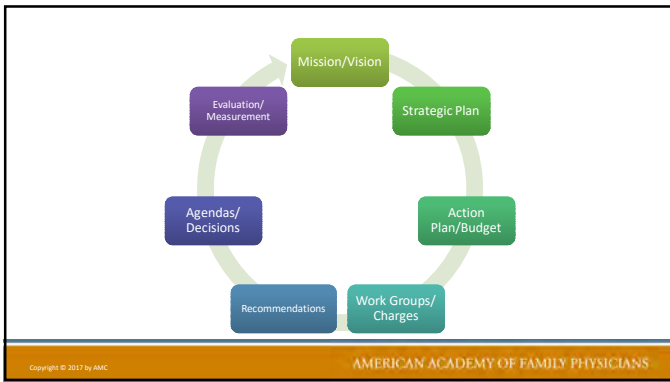 Mission/Vision
Strategic Plan
Action
Plan/Budget
Work Groups/
Charges
Recommendations
Agendas/
Decisions
Evaluation/
Measurement
Copyright © 2017 by AMC
AMERICAN ACADEMY OF FAMILY PHYSICIANS